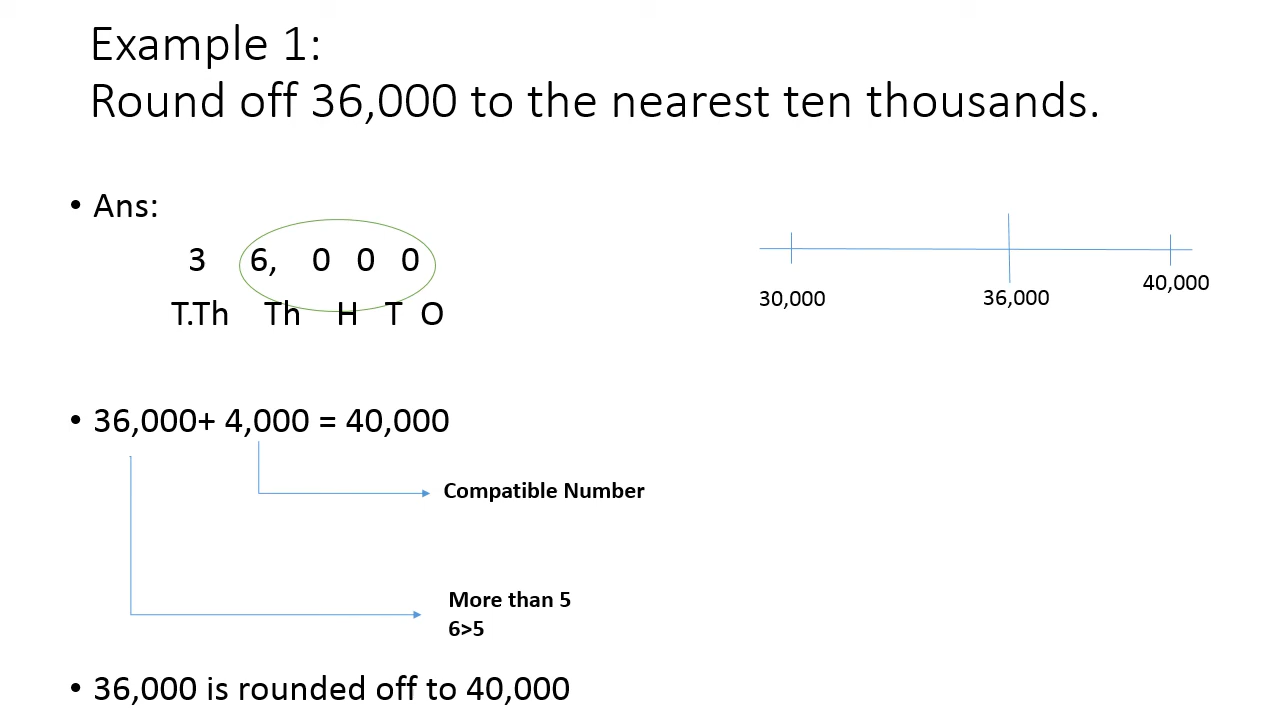 Example 1:
Round off 36,000 to the nearest ten thousands.
• Ans:
3 6, 0 0 0
T.Th Th H T O
30,000 36,000 40,000
• 36,000+ 4,000 = 40,000
Compatible Number
More than 5
6>5
• 36,000 is rounded off to 40,000